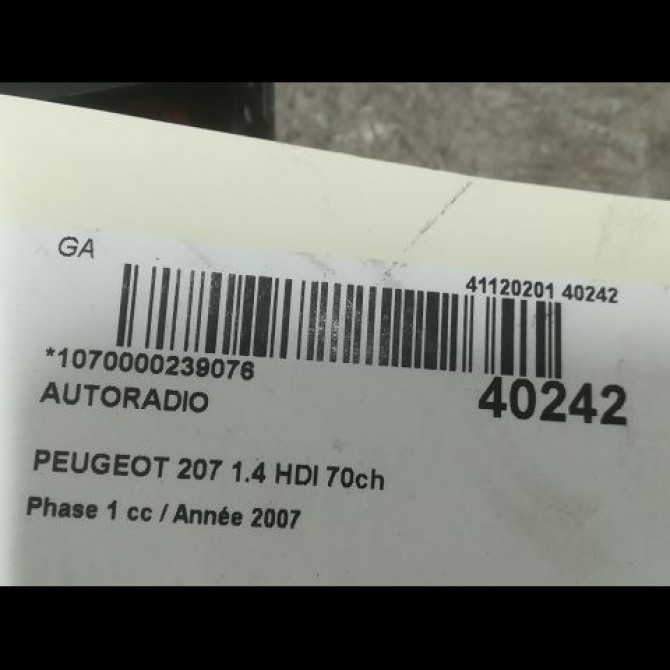 GA
41120201 40242
*1070000239076
40242
AUTORADIO
PEUGEOT 207 1.4 HDI 70ch
Phase 1 cc / Année 2007